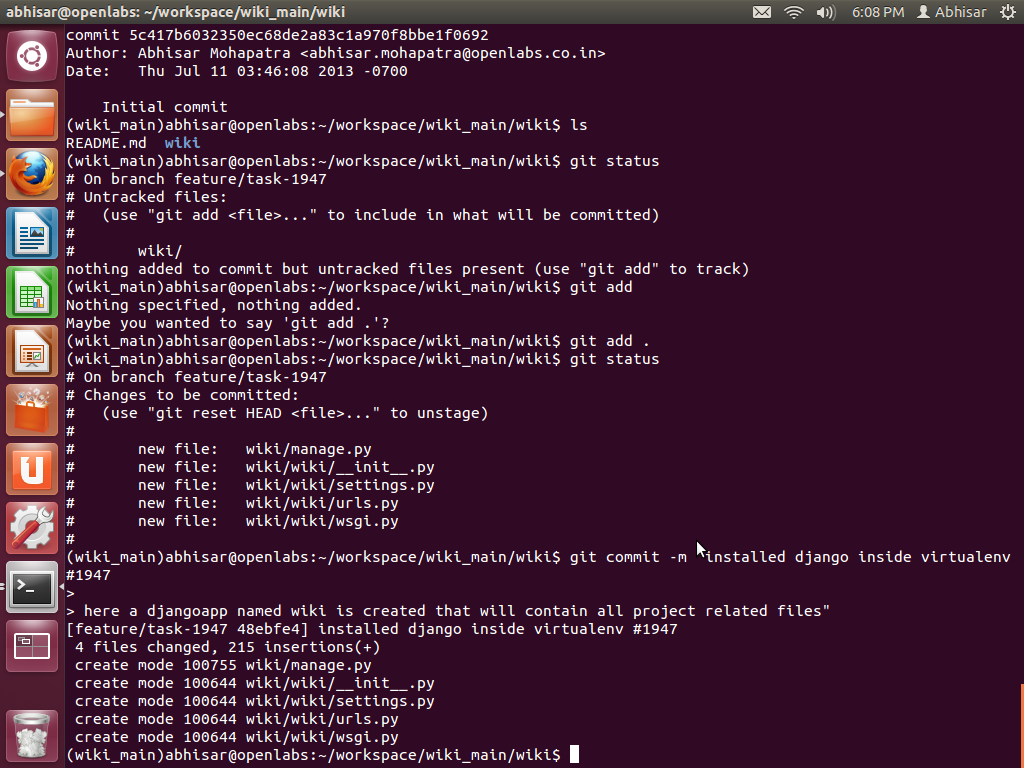 abhisar@openlabs: ~/workspace/wiki_main/wiki
6:08 PM
Abhisar
commit 5c417b6032350ec68de2a83c1a970f8bbe1f0692
Author: Abhisar Mohapatra <abhisar.mohapatra@openlabs.co.in>
Date:   Thu Jul 11 03:46:08 2013 -0700
    Initial commit
(wiki_main)abhisar@openlabs:~/workspace/wiki_main/wiki$ ls
README.md  wiki
(wiki_main)abhisar@openlabs:~/workspace/wiki_main/wiki$ git status
# On branch feature/task-1947
# Untracked files:
#   (use "git add <file>..." to include in what will be committed)
#
#       wiki/
nothing added to commit but untracked files present (use "git add" to track)
(wiki_main)abhisar@openlabs:~/workspace/wiki_main/wiki$ git add
Nothing specified, nothing added.
Maybe you wanted to say 'git add .'?
(wiki_main)abhisar@openlabs:~/workspace/wiki_main/wiki$ git add .
(wiki_main)abhisar@openlabs:~/workspace/wiki_main/wiki$ git status
# On branch feature/task-1947
# Changes to be committed:
#   (use "git reset HEAD <file>..." to unstage)
#
#       new file:   wiki/manage.py
#       new file:   wiki/wiki/__init__.py
#       new file:   wiki/wiki/settings.py
#       new file:   wiki/wiki/urls.py
#       new file:   wiki/wiki/wsgi.py
#
(wiki_main)abhisar@openlabs:~/workspace/wiki_main/wiki$ git commit -m "installed django inside virtualenv
#1947
>
> here a djangoapp named wiki is created that will contain all project related files"
[feature/task-1947 48ebfe4] installed django inside virtualenv #1947
 4 files changed, 215 insertions(+)
 create mode 100755 wiki/manage.py
 create mode 100644 wiki/wiki/__init__.py
 create mode 100644 wiki/wiki/settings.py
 create mode 100644 wiki/wiki/urls.py
 create mode 100644 wiki/wiki/wsgi.py
(wiki_main)abhisar@openlabs:~/workspace/wiki_main/wiki$